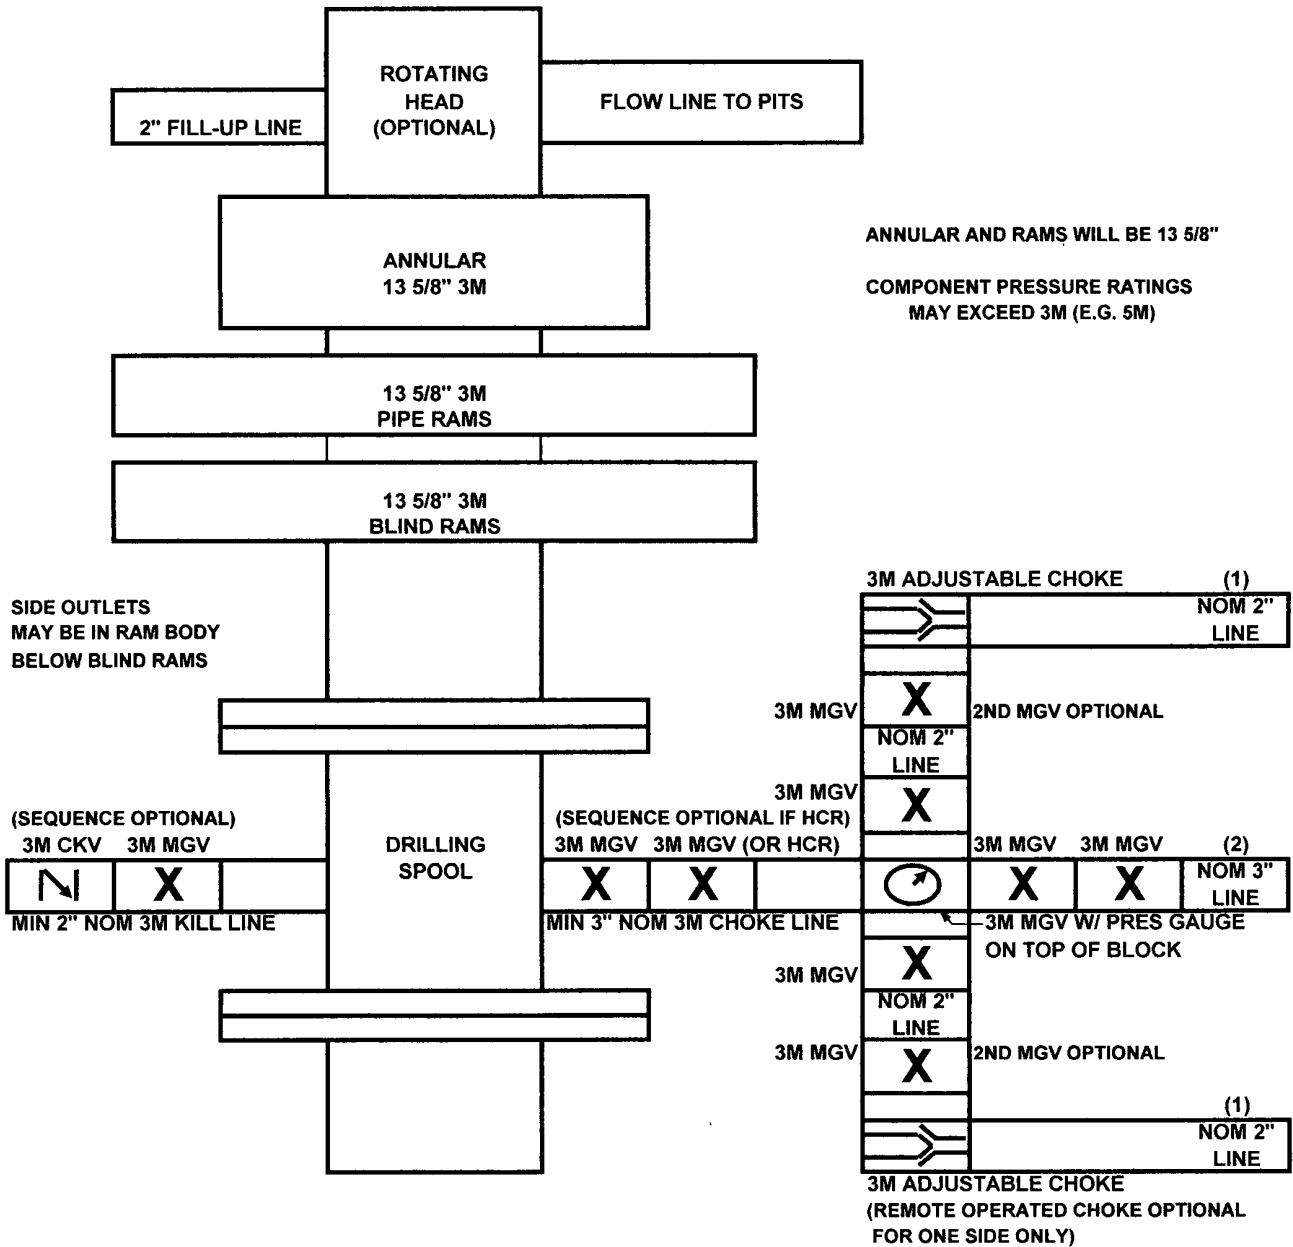 ROTATING
HEAD
(OPTIONAL)
FLOW LINE TO PITS
2" FILL-UP LINE
ANNULAR AND RAMS WILL BE 13 5/8"
ANNULAR
13 5/8" 3M
COMPONENT PRESSURE RATINGS
MAY EXCEED 3M (E.G. 5M)
13 5/8" 3M
PIPE RAMS
13 5/8" 3M
BLIND RAMS
SIDE OUTLETS
MAY BE IN RAM BODY
BELOW BLIND RAMS
3M ADJUSTABLE CHOKE (1)
NOM 2"
LINE
3M MGV X 2ND MGV OPTIONAL
NOM 2"
LINE
3M MGV X
(SEQUENCE OPTIONAL)
3M CKV 3M MGV
X
MIN 2" NOM 3M KILL LINE
DRILLING
SPOOL
(SEQUENCE OPTIONAL IF HCR)
3M MGV 3M MGV (OR HCR)
X X
MIN 3" NOM 3M CHOKE LINE
3M MGV 3M MGV (2)
X X NOM 3"
LINE
3M MGV W/ PRES GAUGE
ON TOP OF BLOCK
3M MGV X
NOM 2"
LINE
3M MGV X 2ND MGV OPTIONAL
(1)
NOM 2"
LINE
3M ADJUSTABLE CHOKE
(REMOTE OPERATED CHOKE OPTIONAL
FOR ONE SIDE ONLY)